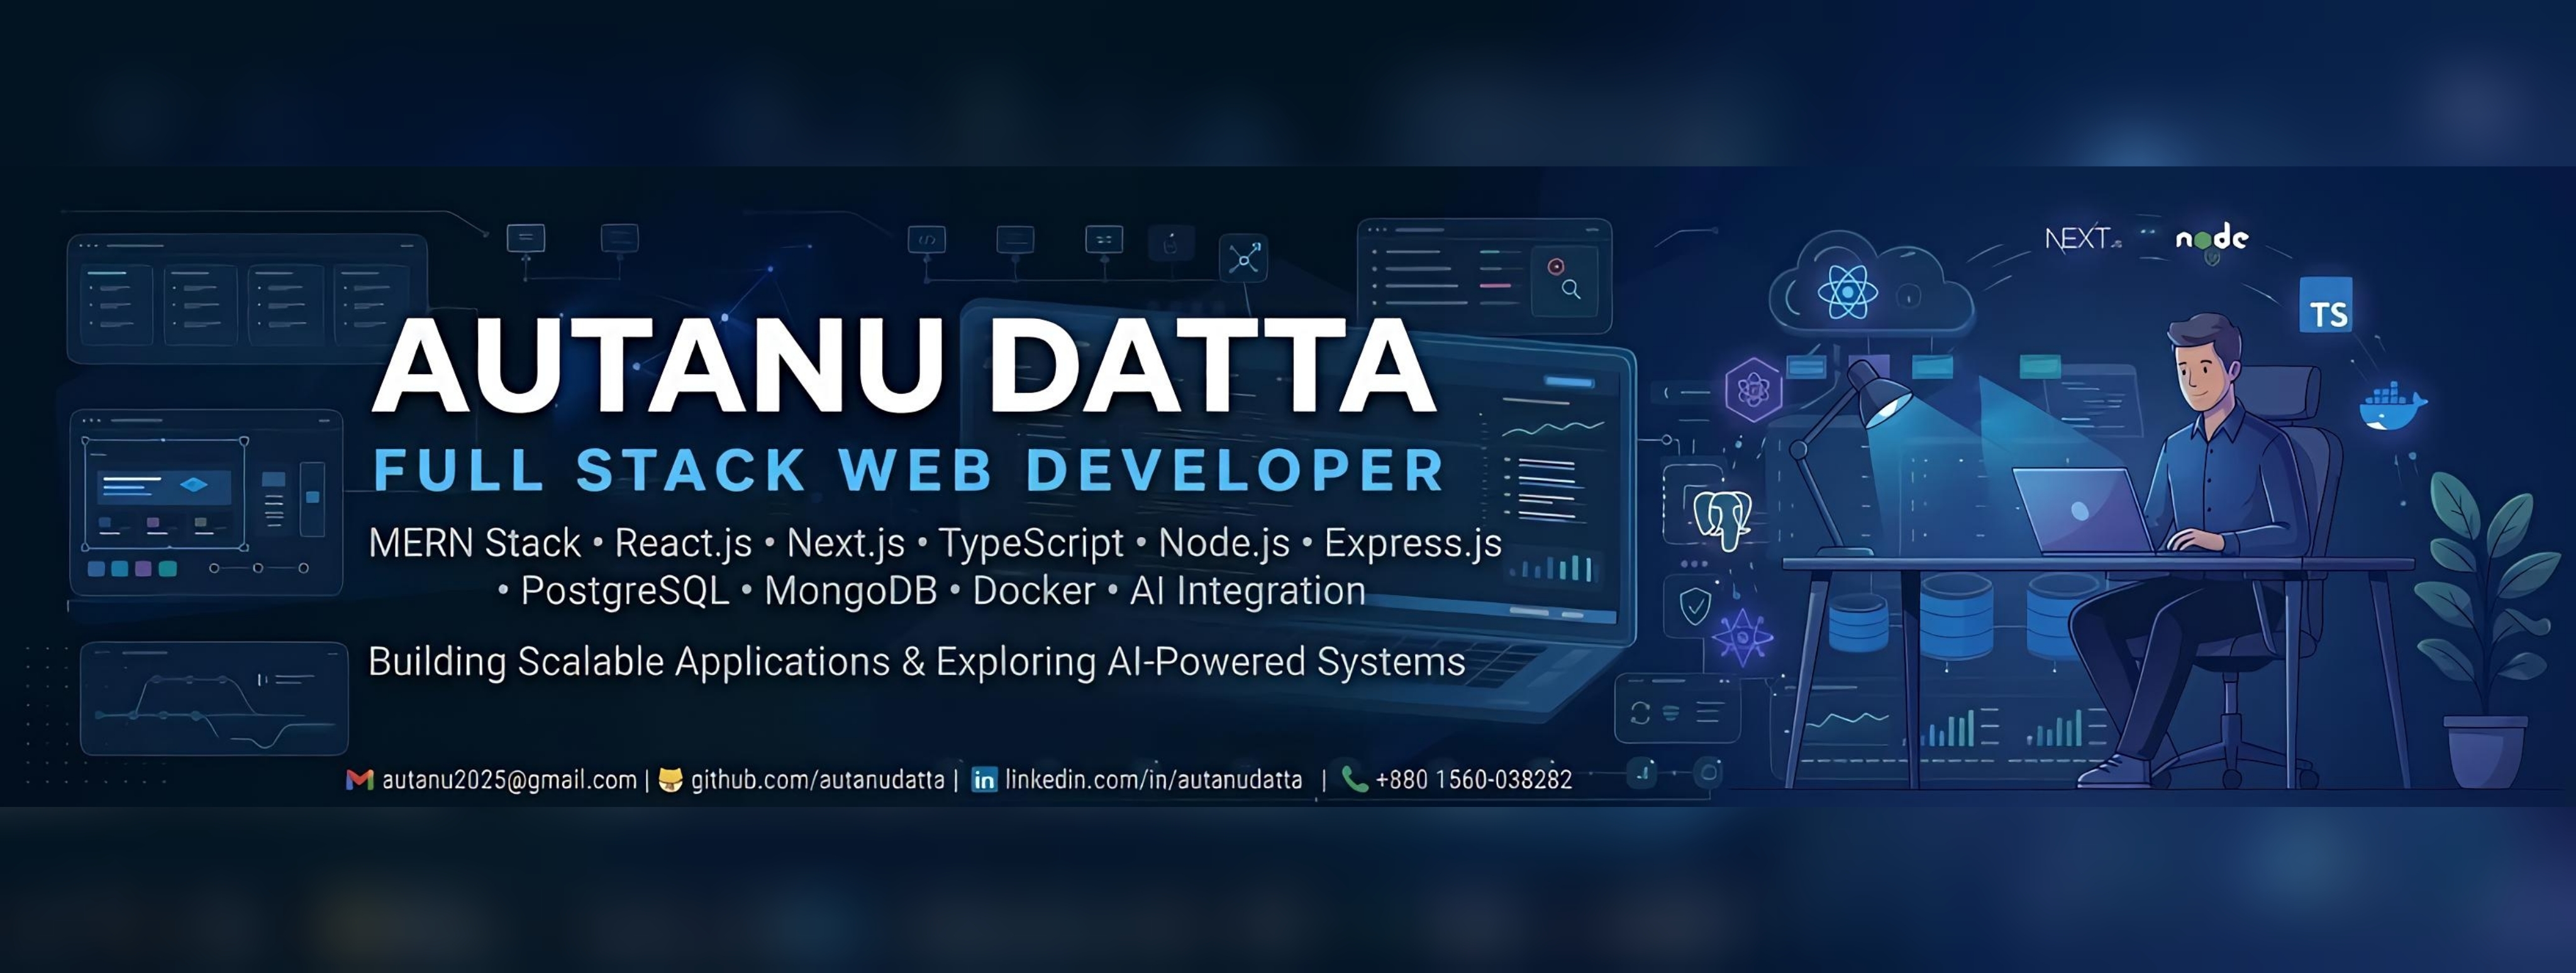 NEXT.JS
node
TS
AUTANU DATTA
FULL STACK WEB DEVELOPER
MERN Stack • React.js • Next.js • TypeScript • Node.js • Express.js
• PostgreSQL • MongoDB • Docker • AI Integration
Building Scalable Applications & Exploring AI-Powered Systems
autanu2025@gmail.com | github.com/autanudatta | in linkedin.com/in/autanudatta | +880 1560-038282